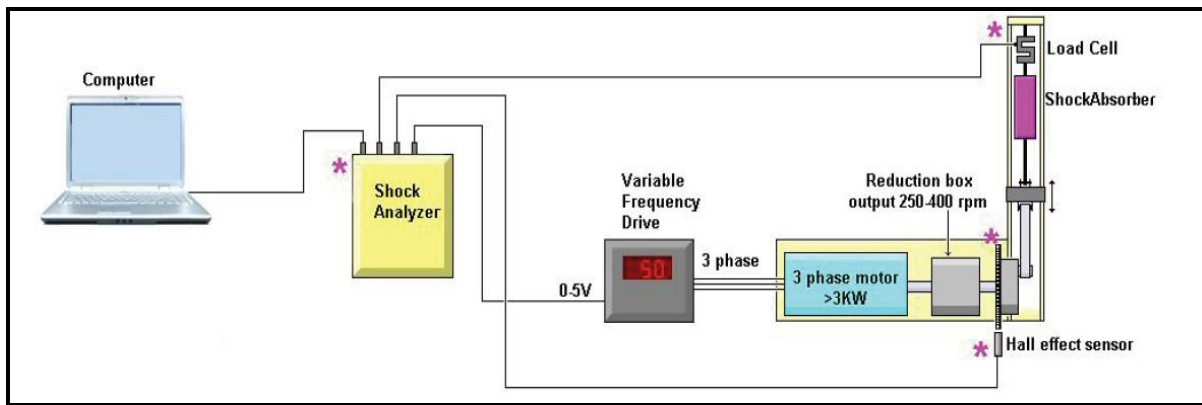 Computer
Shock
Analyzer
Variable
Frequency
Drive
50
0-5V
3 phase
3 phase motor
>3KW
Reduction box
output 250-400 rpm
Load Cell
ShockAbsorber
Hall effect sensor